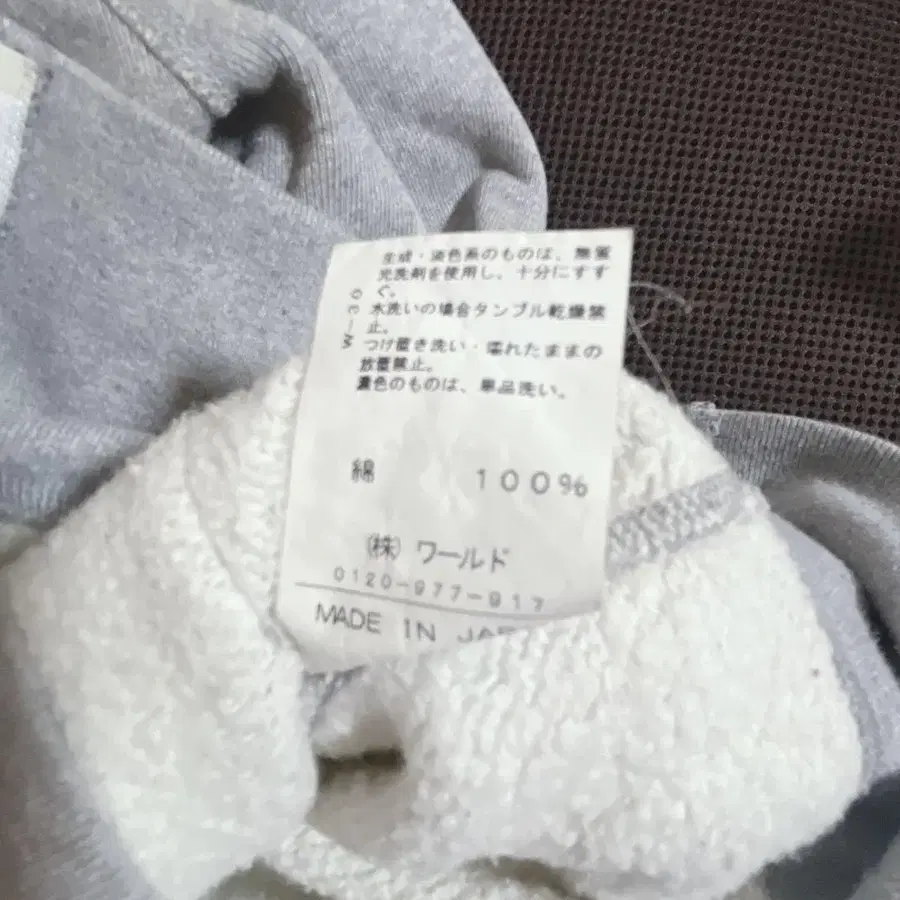 生成・淡色系のものは、無蛍
光洗剤を使用し、十分にすす
ぐ。
水洗いの場合タンブル乾燥禁
止。
つけ置き洗い・濡れたままの
放置禁止。
濃色のものは、単品洗い。
綿 100%
(株) ワールド
0120-977-917
MADE IN